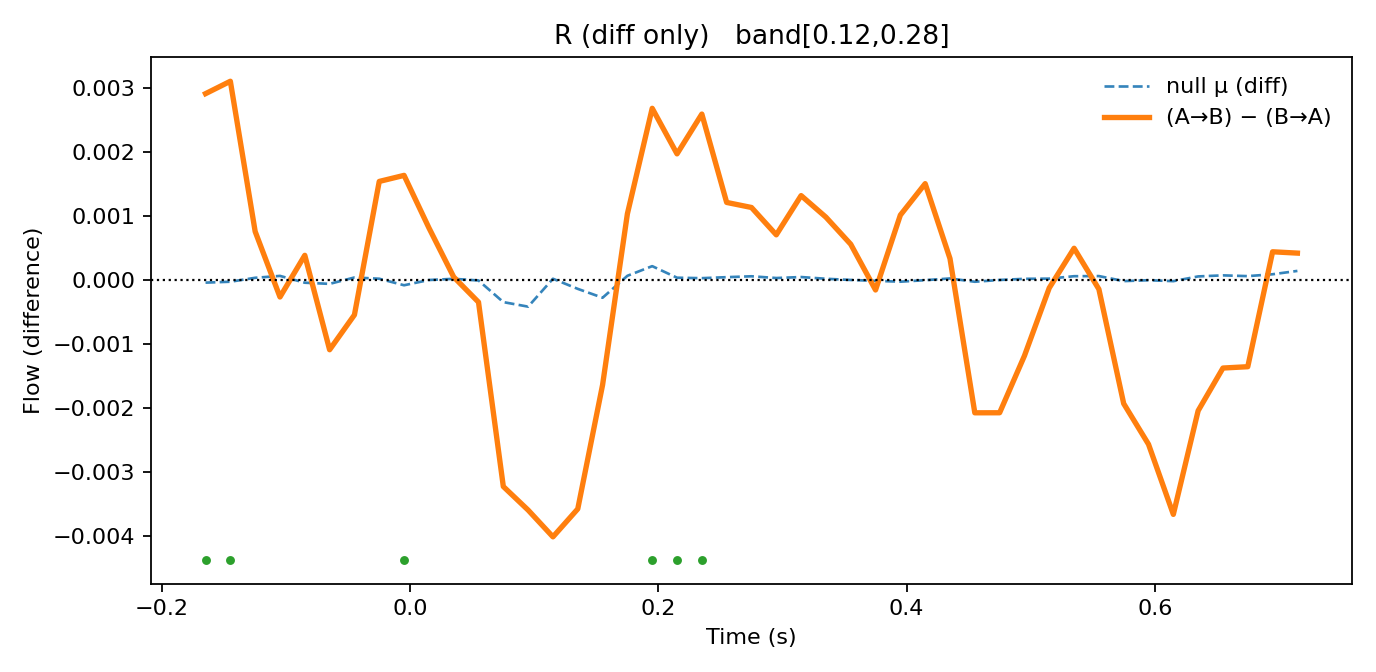 R (diff only)   band[0.12,0.28]
null μ (diff)
(A→B) − (B→A)
Flow (difference)
0.003
0.002
0.001
0.000
−0.001
−0.002
−0.003
−0.004
−0.2 0.0 0.2 0.4 0.6
Time (s)